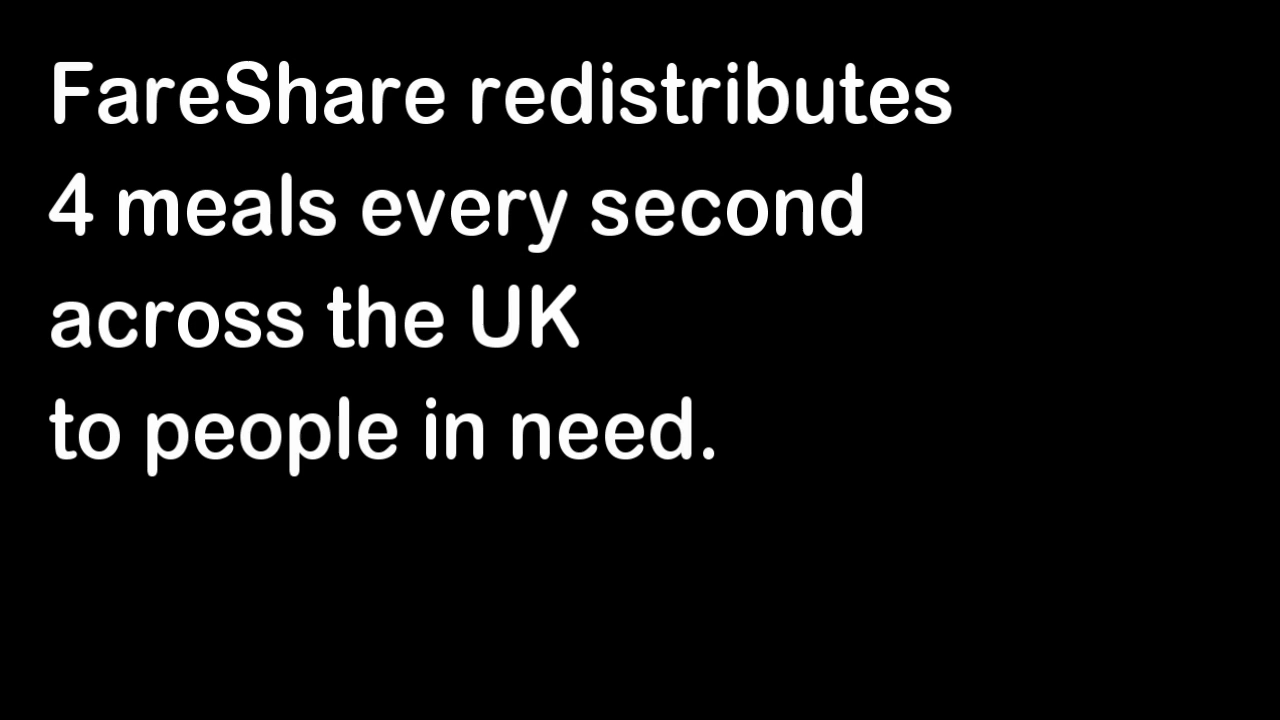 FareShare redistributes
4 meals every second
across the UK
to people in need.